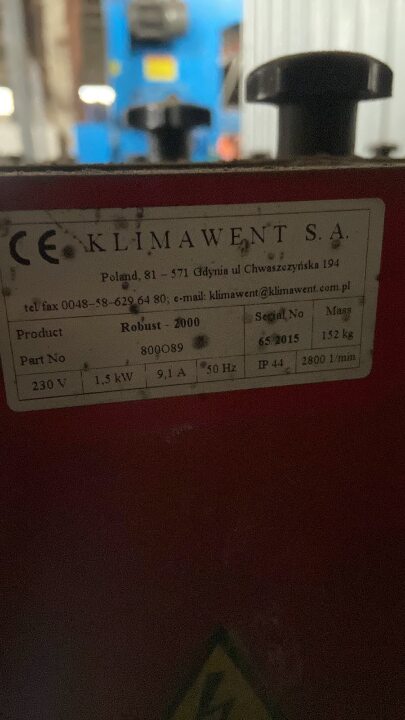 CE KLIMAWENT S. A.
Poland, 81 – 571 Gdynia ul Chwaszczyńska 194
tel fax 0048-58-629 64 80; e-mail: klimawent@klimawent.com.pl
Product Robust - 2000 Serial No Mass
Part No 800O89 65 2015 152 kg
230 V 1,5 kW 9,1 A 50 Hz IP 44 2800 1/min